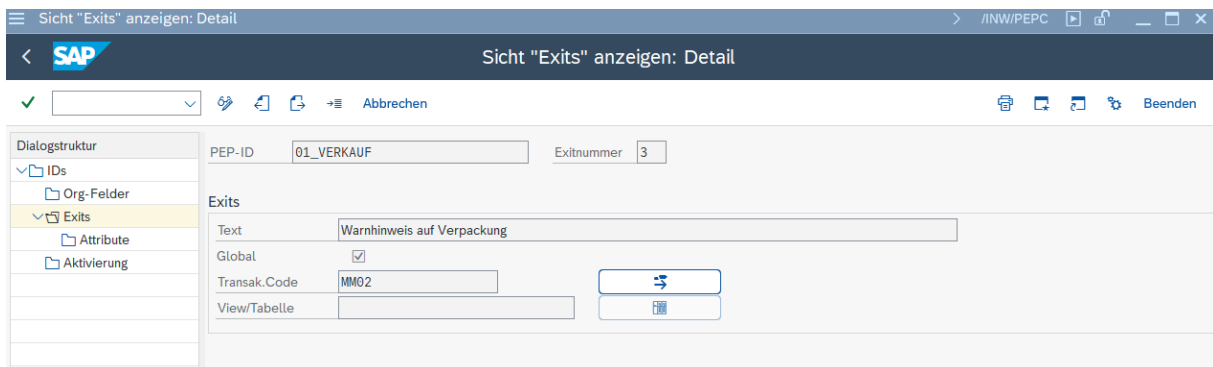 Sicht "Exits" anzeigen: Detail /INW/PEPC
SAP Sicht "Exits" anzeigen: Detail
Abbrechen Beenden
Dialogstruktur
IDs
Org-Felder
Exits
Attribute
Aktivierung
PEP-ID 01_VERKAUF Exitnummer 3
Exits
Text Warnhinweis auf Verpackung
Global
Transak.Code MM02
View/Tabelle